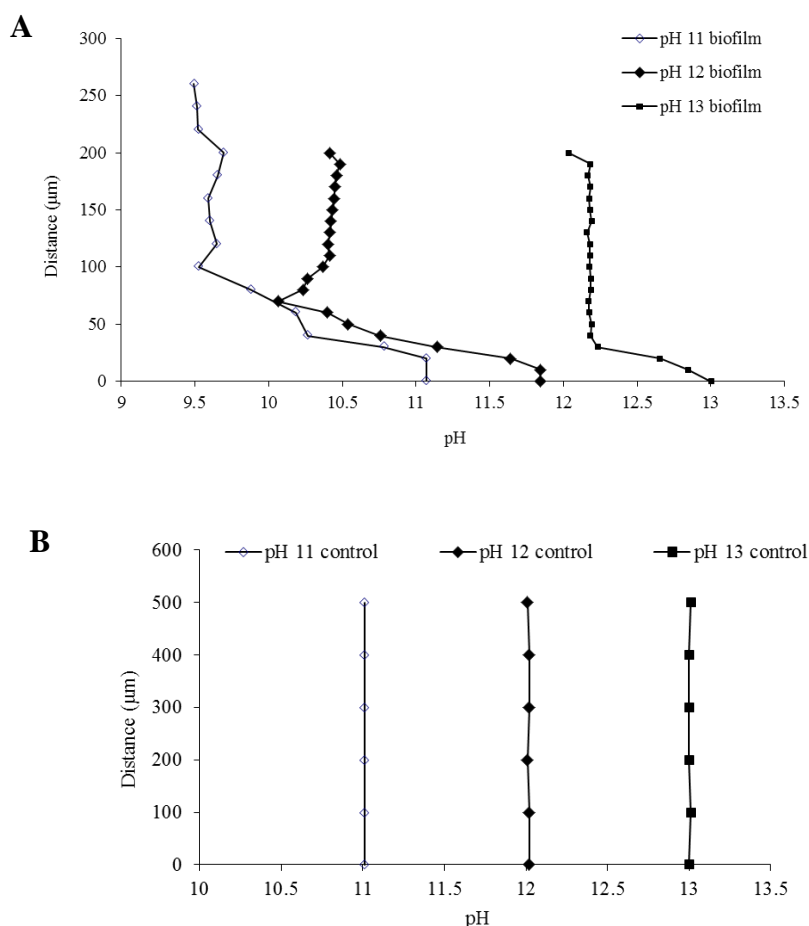 A
300
250
200
150
100
50
0
Distance (µm)
9 9.5 10 10.5 11 11.5 12 12.5 13 13.5
pH
pH 11 biofilm
pH 12 biofilm
pH 13 biofilm
B
pH 11 control pH 12 control pH 13 control
600
500
400
300
200
100
0
Distance (µm)
10 10.5 11 11.5 12 12.5 13 13.5
pH